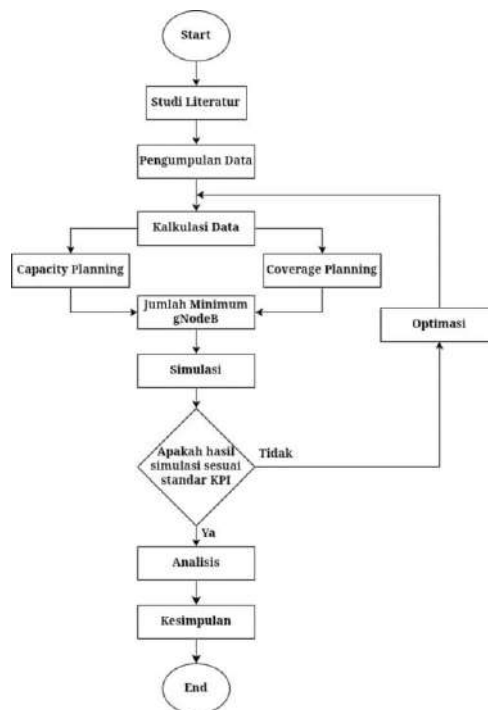 Start
Studi Literatur
Pengumpulan Data
Kalkulasi Data
Capacity Planning
Coverage Planning
Jumlah Minimum
gNodeB
Optimasi
Simulasi
Apakah hasil
simulasi sesuai
standar KPI
Tidak
Ya
Analisis
Kesimpulan
End